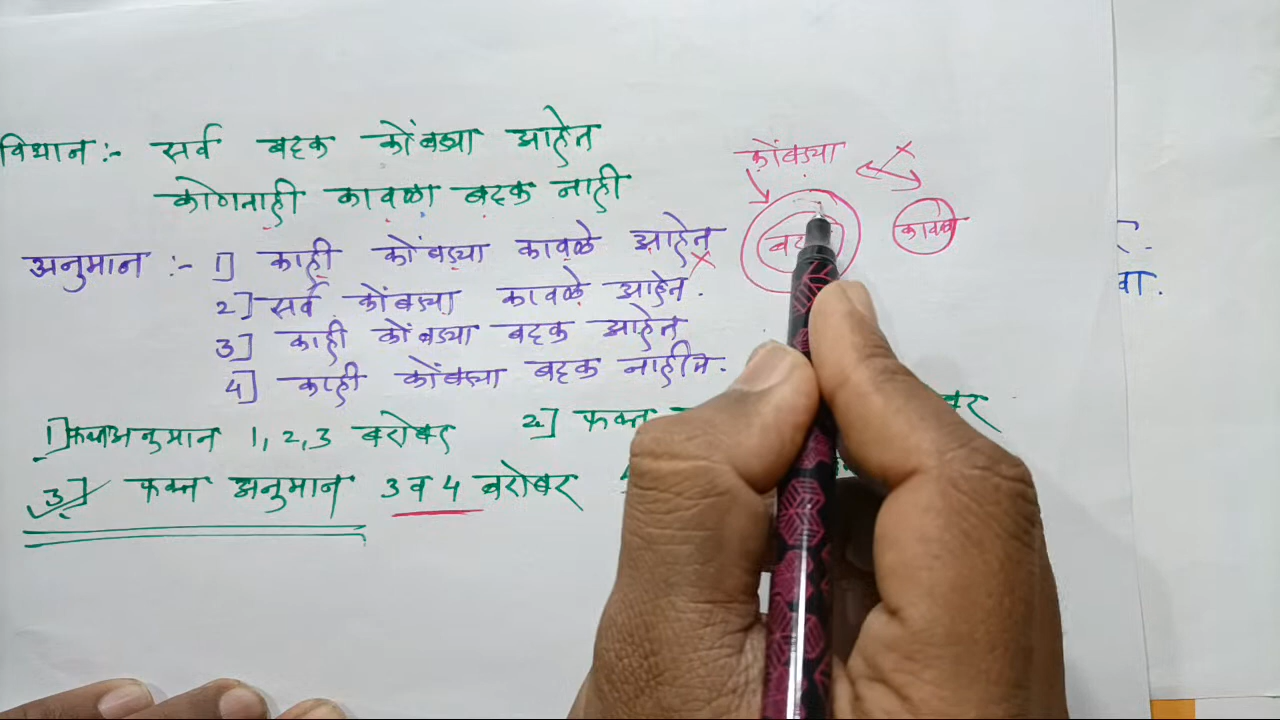 विधान :- सर्व बदक कोंबड्या आहेत
कोणताही कावळा बदक नाही
अनुमान :- 1] काही कोंबड्या कावळे आहेत
2] सर्व कोंबड्या कावळे आहेत.
3] काही कोंबड्या बदक आहेत
4] काही कोंबड्या बदक नाहीत.
1] अनुमान 1, 2, 3 बरोबर 2] फक्त
3] फक्त अनुमान 3 व 4 बरोबर
कोंबड्या
कावळा
वा.